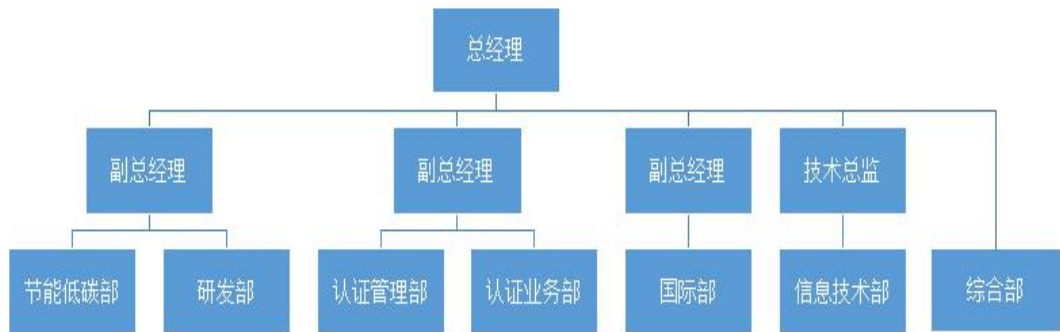 总经理
副总经理
副总经理
副总经理
技术总监
节能低碳部
研发部
认证管理部
认证业务部
国际部
信息技术部
综合部